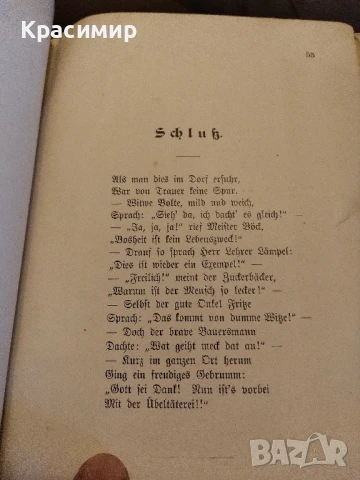 Красимир
53
Schluß.
Als man dies im Dorf erfuhr,
War von Trauer keine Spur.
— Witwe Bolte, mild und weich,
Sprach: „Sieh' da, ich dacht' es gleich!" —
— „Ja, ja, ja!" rief Meister Böck,
„Bosheit ist kein Lebenszweck!" —
— Drauf so sprach Herr Lehrer Lämpel:
„Dies ist wieder ein Exempel!" —
— „Freilich!" meint der Zuckerbäcker,
„Warum ist der Mensch so lecker!" —
— Selbst der gute Onkel Fritze
Sprach: „Das kommt von dumme Witze!" —
— Doch der brave Bauersmann
Dachte: „Wat geiht meck dat an!" —
— Kurz im ganzen Ort herum
Ging ein freudiges Gebrumm:
„Gott sei Dank! Nun ist's vorbei
Mit der Übeltäterei!!"
BAZAR